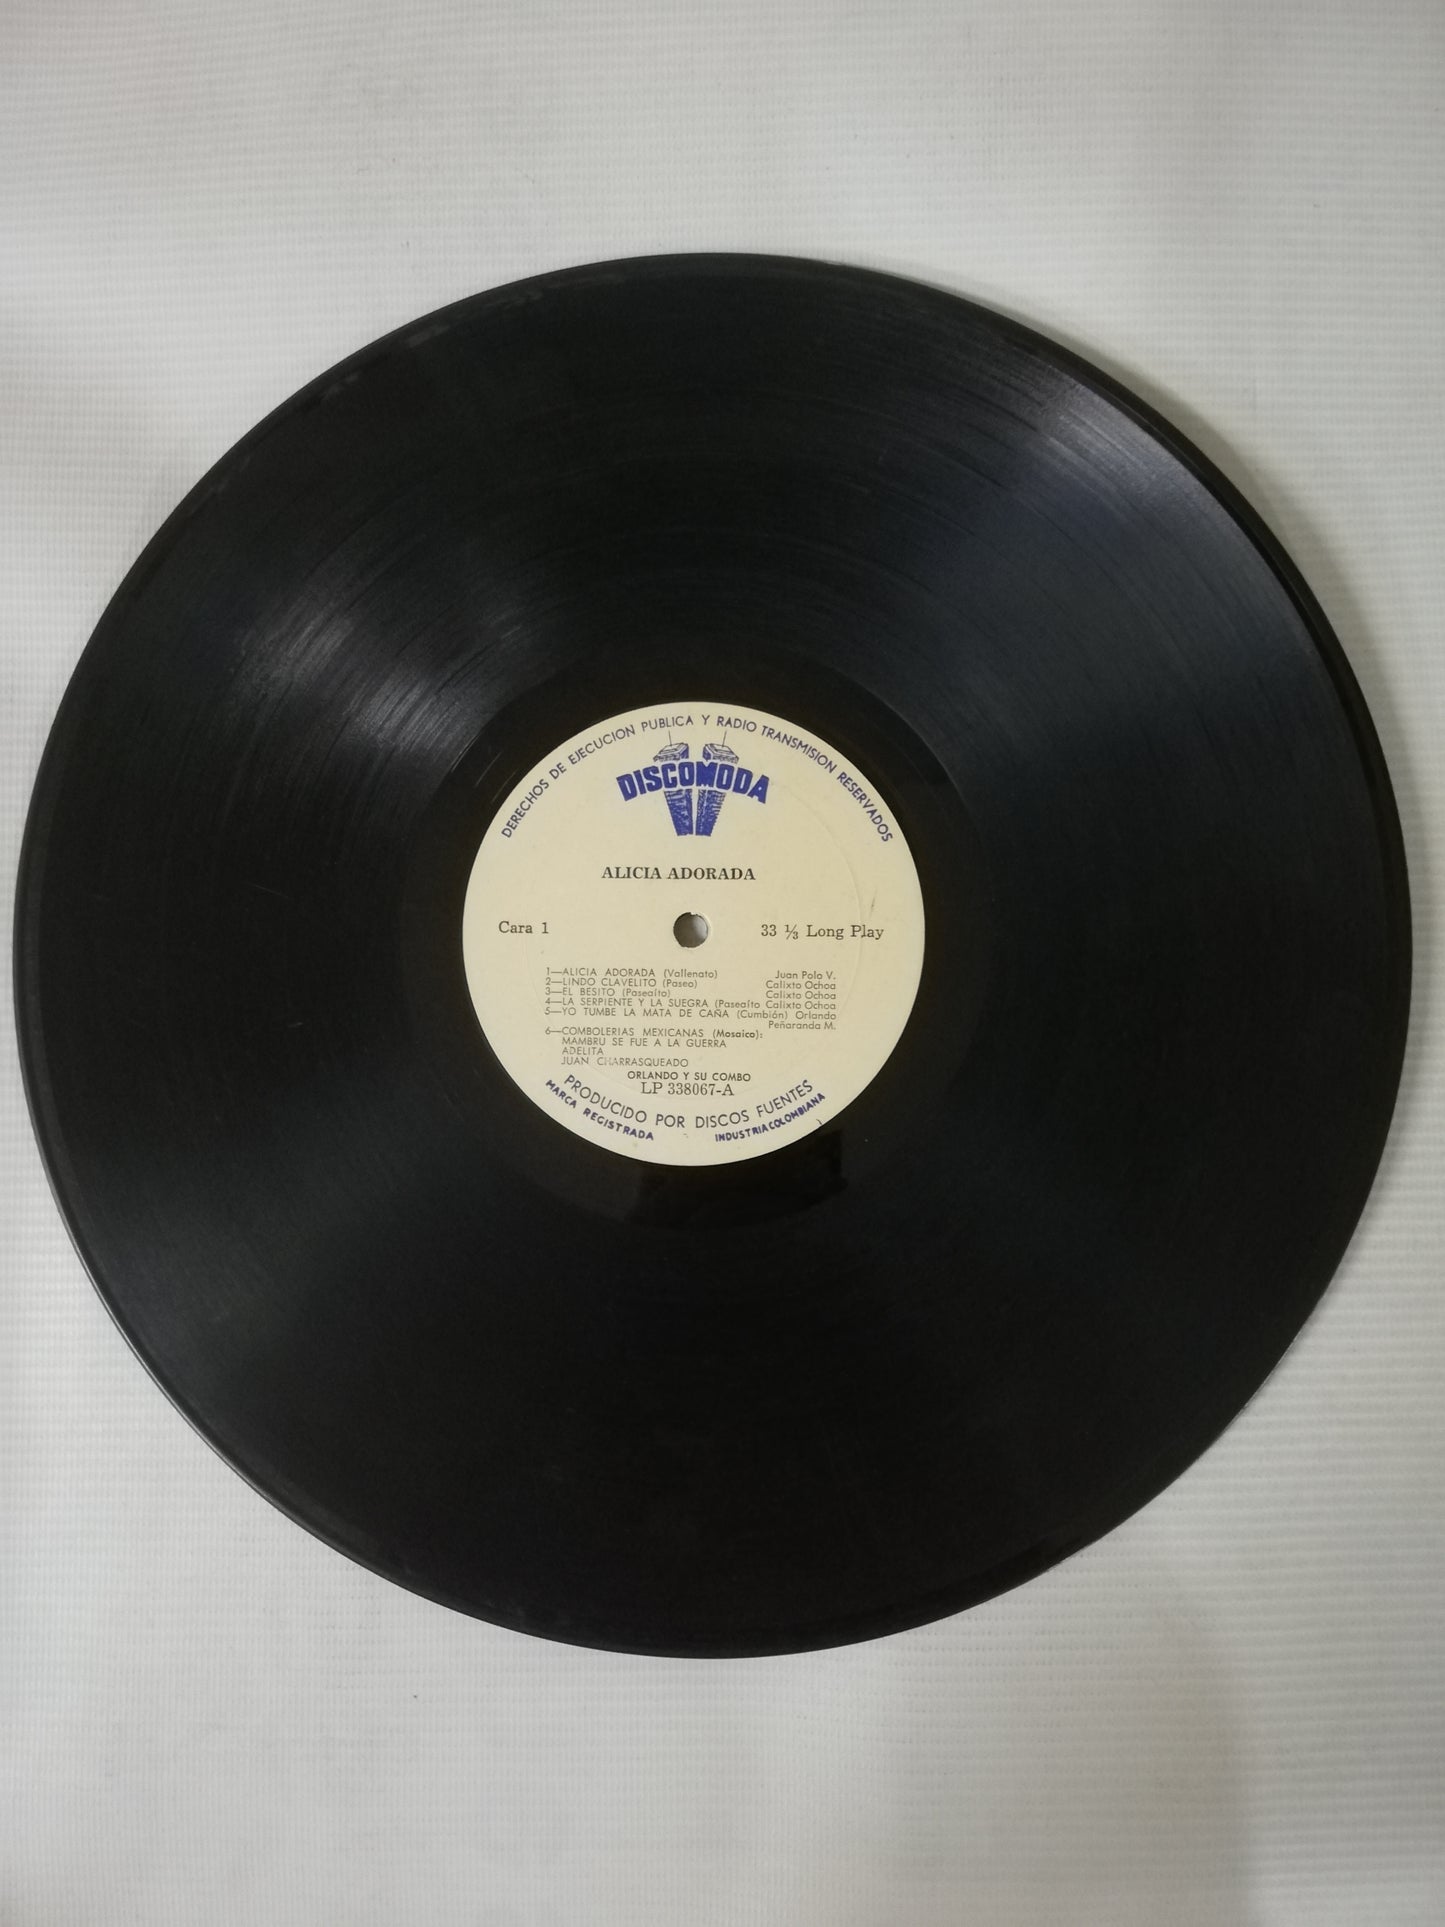 DERECHOS DE EJECUCION PUBLICA Y RADIO TRANSMISION RESERVADOS
DISCOMODA
ALICIA ADORADA
Cara 1
33 ⅓ Long Play
1—ALICIA ADORADA (Vallenato) Juan Polo V.
2—LINDO CLAVELITO (Paseo) Calixto Ochoa
3—EL BESITO (Paseaíto) Calixto Ochoa
4—LA SERPIENTE Y LA SUEGRA (Paseaíto Calixto Ochoa
5—YO TUMBE LA MATA DE CAÑA (Cumbión) Orlando
Peñaranda M.
6—COMBOLERIAS MEXICANAS (Mosaico):
MAMBRU SE FUE A LA GUERRA
ADELITA
JUAN CHARRASQUEADO
ORLANDO Y SU COMBO
LP 338067-A
PRODUCIDO POR DISCOS FUENTES
MARCA REGISTRADA
INDUSTRIA COLOMBIANA